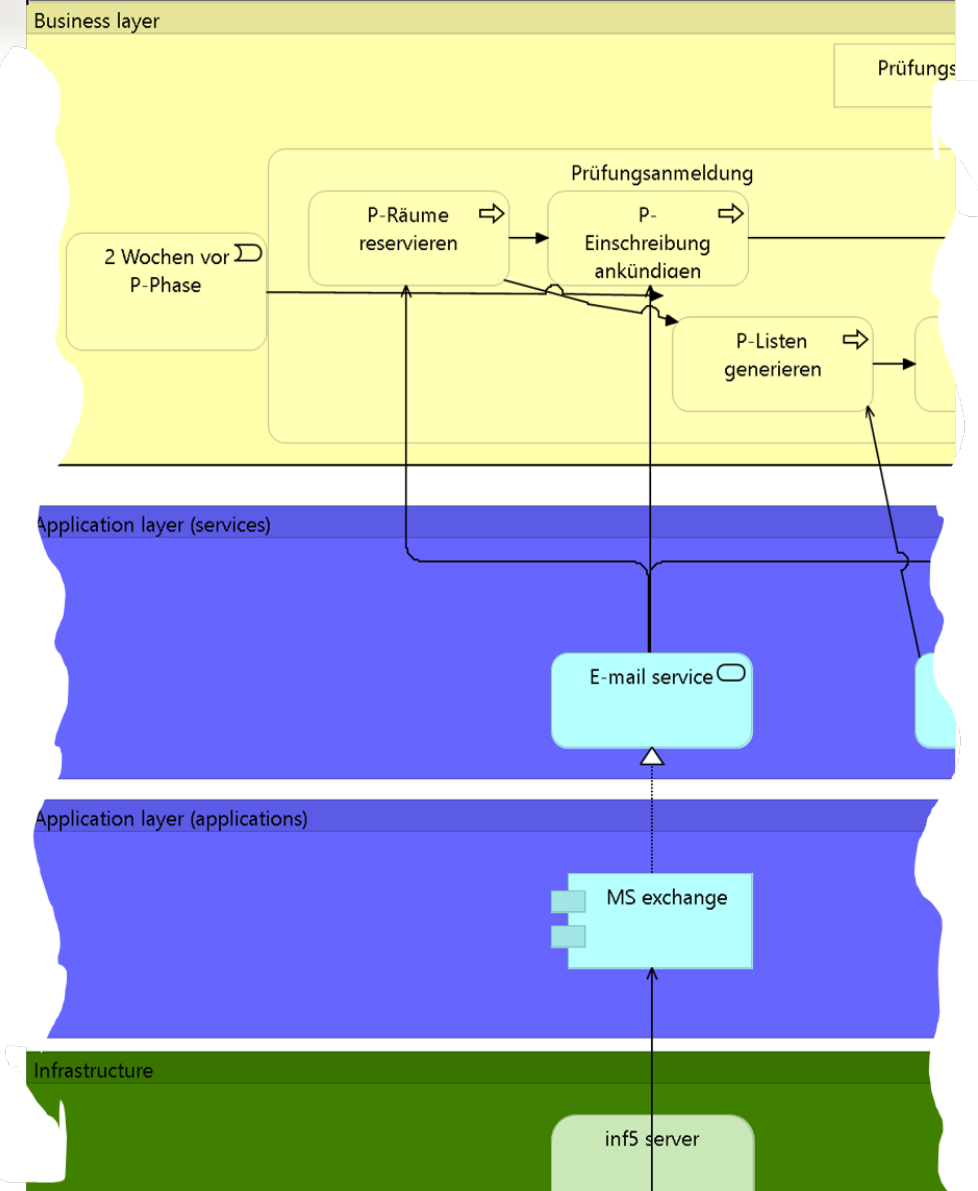 Business layer
Prüfungs
Prüfungsanmeldung
P-Räume
reservieren
P-
Einschreibung
ankündigen
2 Wochen vor
P-Phase
P-Listen
generieren
Application layer (services)
E-mail service
Application layer (applications)
MS exchange
Infrastructure
inf5 server